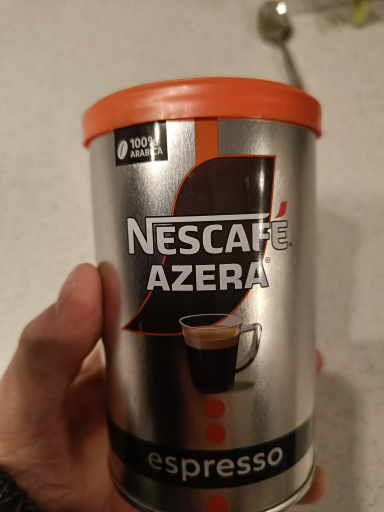 100%
ARABICA
NESCAFÉ
AZERA®
espresso